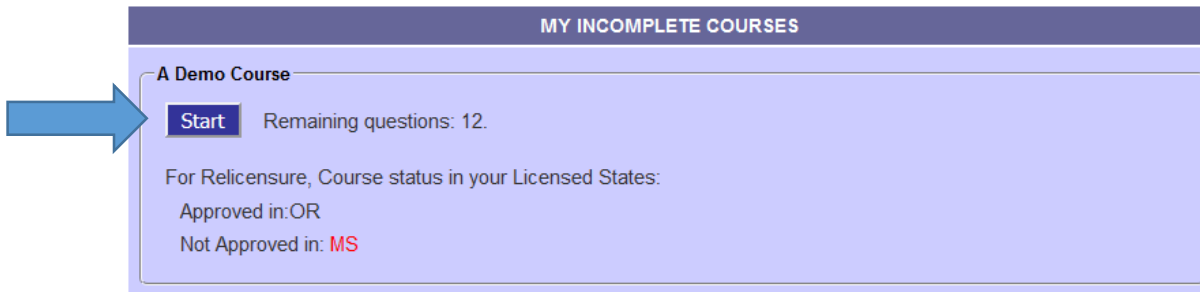 MY INCOMPLETE COURSES
A Demo Course
Start Remaining questions: 12.
For Relicensure, Course status in your Licensed States:
Approved in:OR
Not Approved in: MS